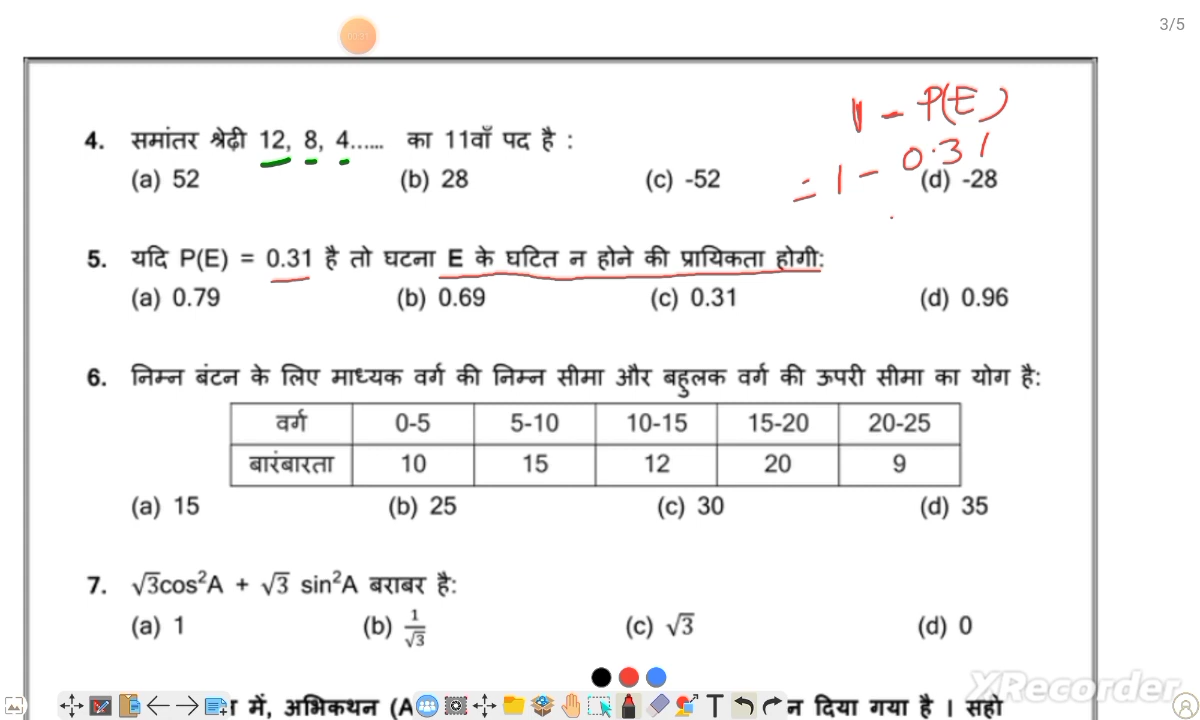 3/5
00:31
1 - P(E)
= 1 - 0.31
4. समांतर श्रेढ़ी 12, 8, 4...... का 11वाँ पद है :
(a) 52 (b) 28 (c) -52 (d) -28
5. यदि P(E) = 0.31 है तो घटना E के घटित न होने की प्रायिकता होगी:
(a) 0.79 (b) 0.69 (c) 0.31 (d) 0.96
6. निम्न बंटन के लिए माध्यक वर्ग की निम्न सीमा और बहुलक वर्ग की ऊपरी सीमा का योग है:
वर्ग 0-5 5-10 10-15 15-20 20-25
बारंबारता 10 15 12 20 9
(a) 15 (b) 25 (c) 30 (d) 35
7. √3cos²A + √3 sin²A बराबर है:
(a) 1 (b) 1/√3 (c) √3 (d) 0
XRecorder
में, अभिकथन (A न दिया गया है । सही